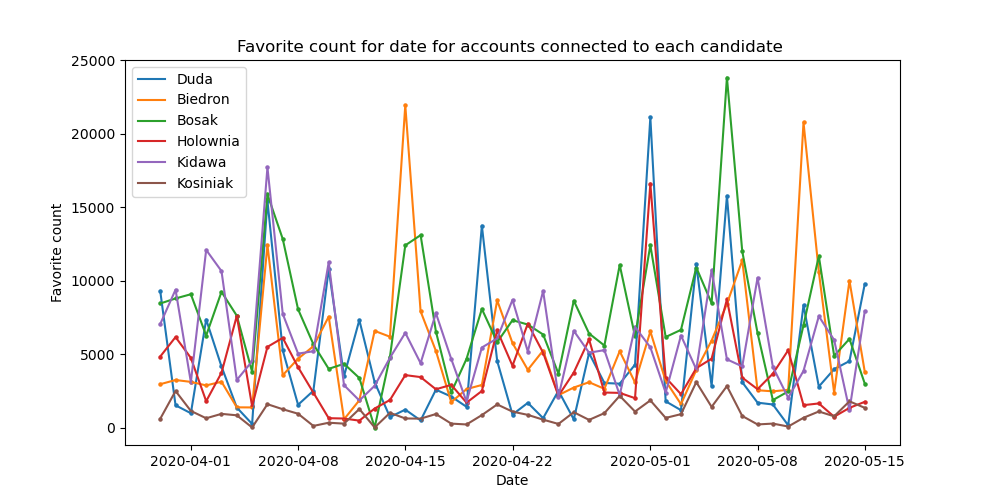 Favorite count for date for accounts connected to each candidate
25000
20000
15000
10000
5000
0
Favorite count
Duda
Biedron
Bosak
Holownia
Kidawa
Kosiniak
2020-04-01 2020-04-08 2020-04-15 2020-04-22 2020-05-01 2020-05-08 2020-05-15
Date